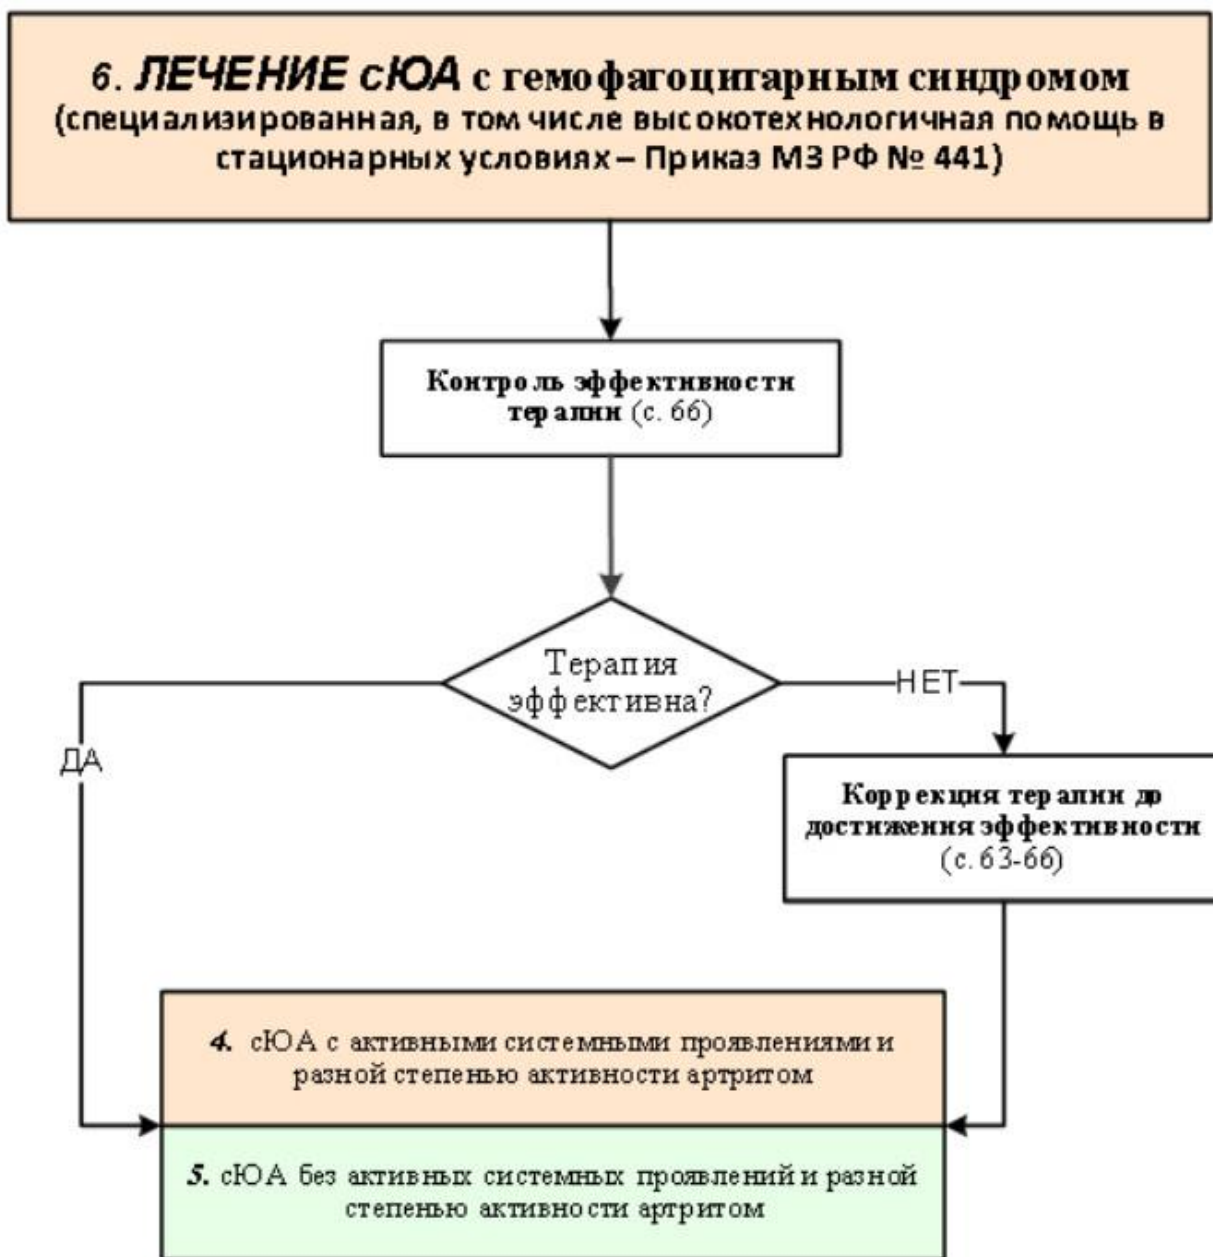 6. ЛЕЧЕНИЕ сЮА с гемофагоцитарным синдромом
(специализированная, в том числе высокотехнологичная помощь в
стационарных условиях – Приказ МЗ РФ № 441)
Контроль эффективности
терапии (с. 66)
Терапия
эффективна?
НЕТ
ДА
Коррекция терапии до
достижения эффективности
(с. 63-66)
4. сЮА с активными системными проявлениями и
разной степенью активности артритом
5. сЮА без активных системных проявлений и разной
степенью активности артритом